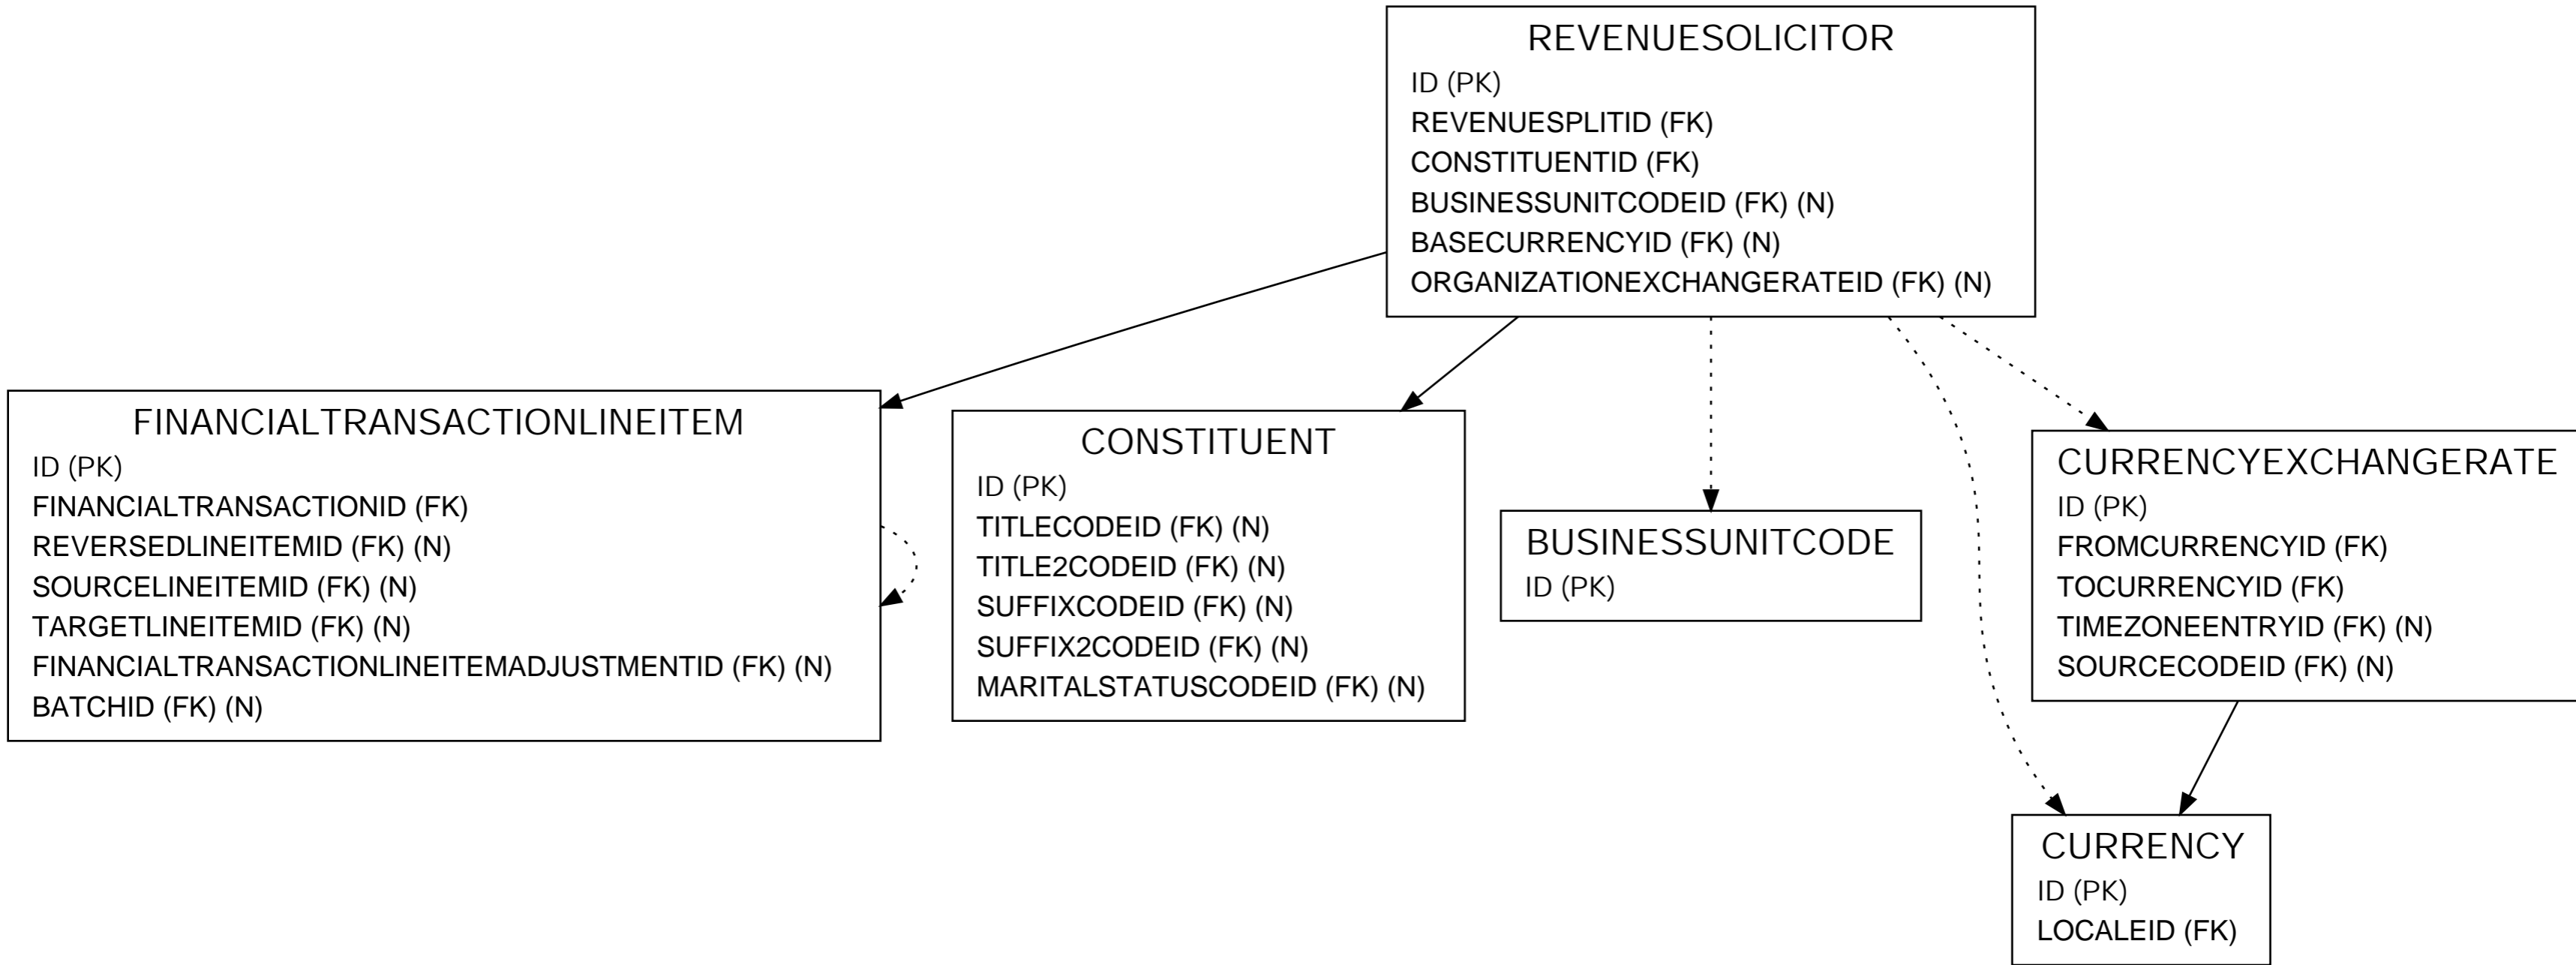 REVENUESOLICITOR
ID (PK)
REVENUESPLITID (FK)
CONSTITUENTID (FK)
BUSINESSUNITCODEID (FK) (N)
BASECURRENCYID (FK) (N)
ORGANIZATIONEXCHANGERATEID (FK) (N)
FINANCIALTRANSACTIONLINEITEM
ID (PK)
FINANCIALTRANSACTIONID (FK)
REVERSEDLINEITEMID (FK) (N)
SOURCELINEITEMID (FK) (N)
TARGETLINEITEMID (FK) (N)
FINANCIALTRANSACTIONLINEITEMADJUSTMENTID (FK) (N)
BATCHID (FK) (N)
CONSTITUENT
ID (PK)
TITLECODEID (FK) (N)
TITLE2CODEID (FK) (N)
SUFFIXCODEID (FK) (N)
SUFFIX2CODEID (FK) (N)
MARITALSTATUSCODEID (FK) (N)
BUSINESSUNITCODE
ID (PK)
CURRENCYEXCHANGERATE
ID (PK)
FROMCURRENCYID (FK)
TOCURRENCYID (FK)
TIMEZONEENTRYID (FK) (N)
SOURCECODEID (FK) (N)
CURRENCY
ID (PK)
LOCALEID (FK)